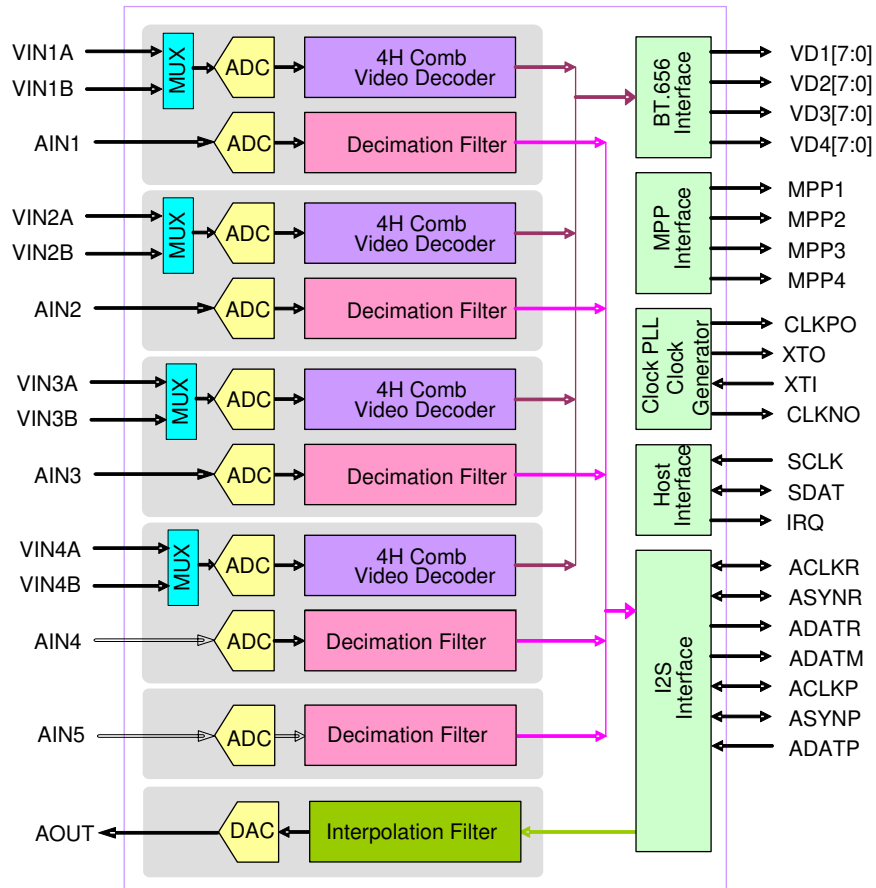 VIN1A
VIN1B
MUX
ADC
4H Comb
Video Decoder
AIN1
ADC
Decimation Filter
VIN2A
VIN2B
MUX
ADC
4H Comb
Video Decoder
AIN2
ADC
Decimation Filter
VIN3A
VIN3B
MUX
ADC
4H Comb
Video Decoder
AIN3
ADC
Decimation Filter
VIN4A
VIN4B
MUX
ADC
4H Comb
Video Decoder
AIN4
ADC
Decimation Filter
AIN5
ADC
Decimation Filter
AOUT
DAC
Interpolation Filter
BT.656
Interface
VD1[7:0]
VD2[7:0]
VD3[7:0]
VD4[7:0]
MPP
Interface
MPP1
MPP2
MPP3
MPP4
Clock PLL
Clock
Generator
CLKPO
XTO
XTI
CLKNO
Host
Interface
SCLK
SDAT
IRQ
I2S
Interface
ACLKR
ASYNR
ADATR
ADATM
ACLKP
ASYNP
ADATP